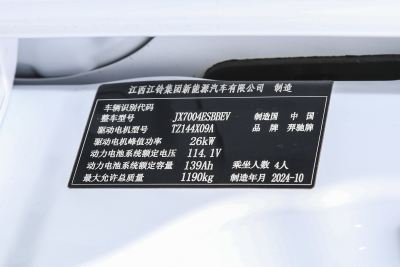 江西江铃集团新能源汽车有限公司 制造
车辆识别代码
整车型号 JX7004ESBBEV 制造国 中 国
驱动电机型号 TZ144X09A 品 牌 奔驰牌
驱动电机峰值功率 26kW
动力电池系统额定电压 114.1V
动力电池系统额定容量 139Ah 乘坐人数 4人
最大允许总质量 1190kg 制造年月 2024-10